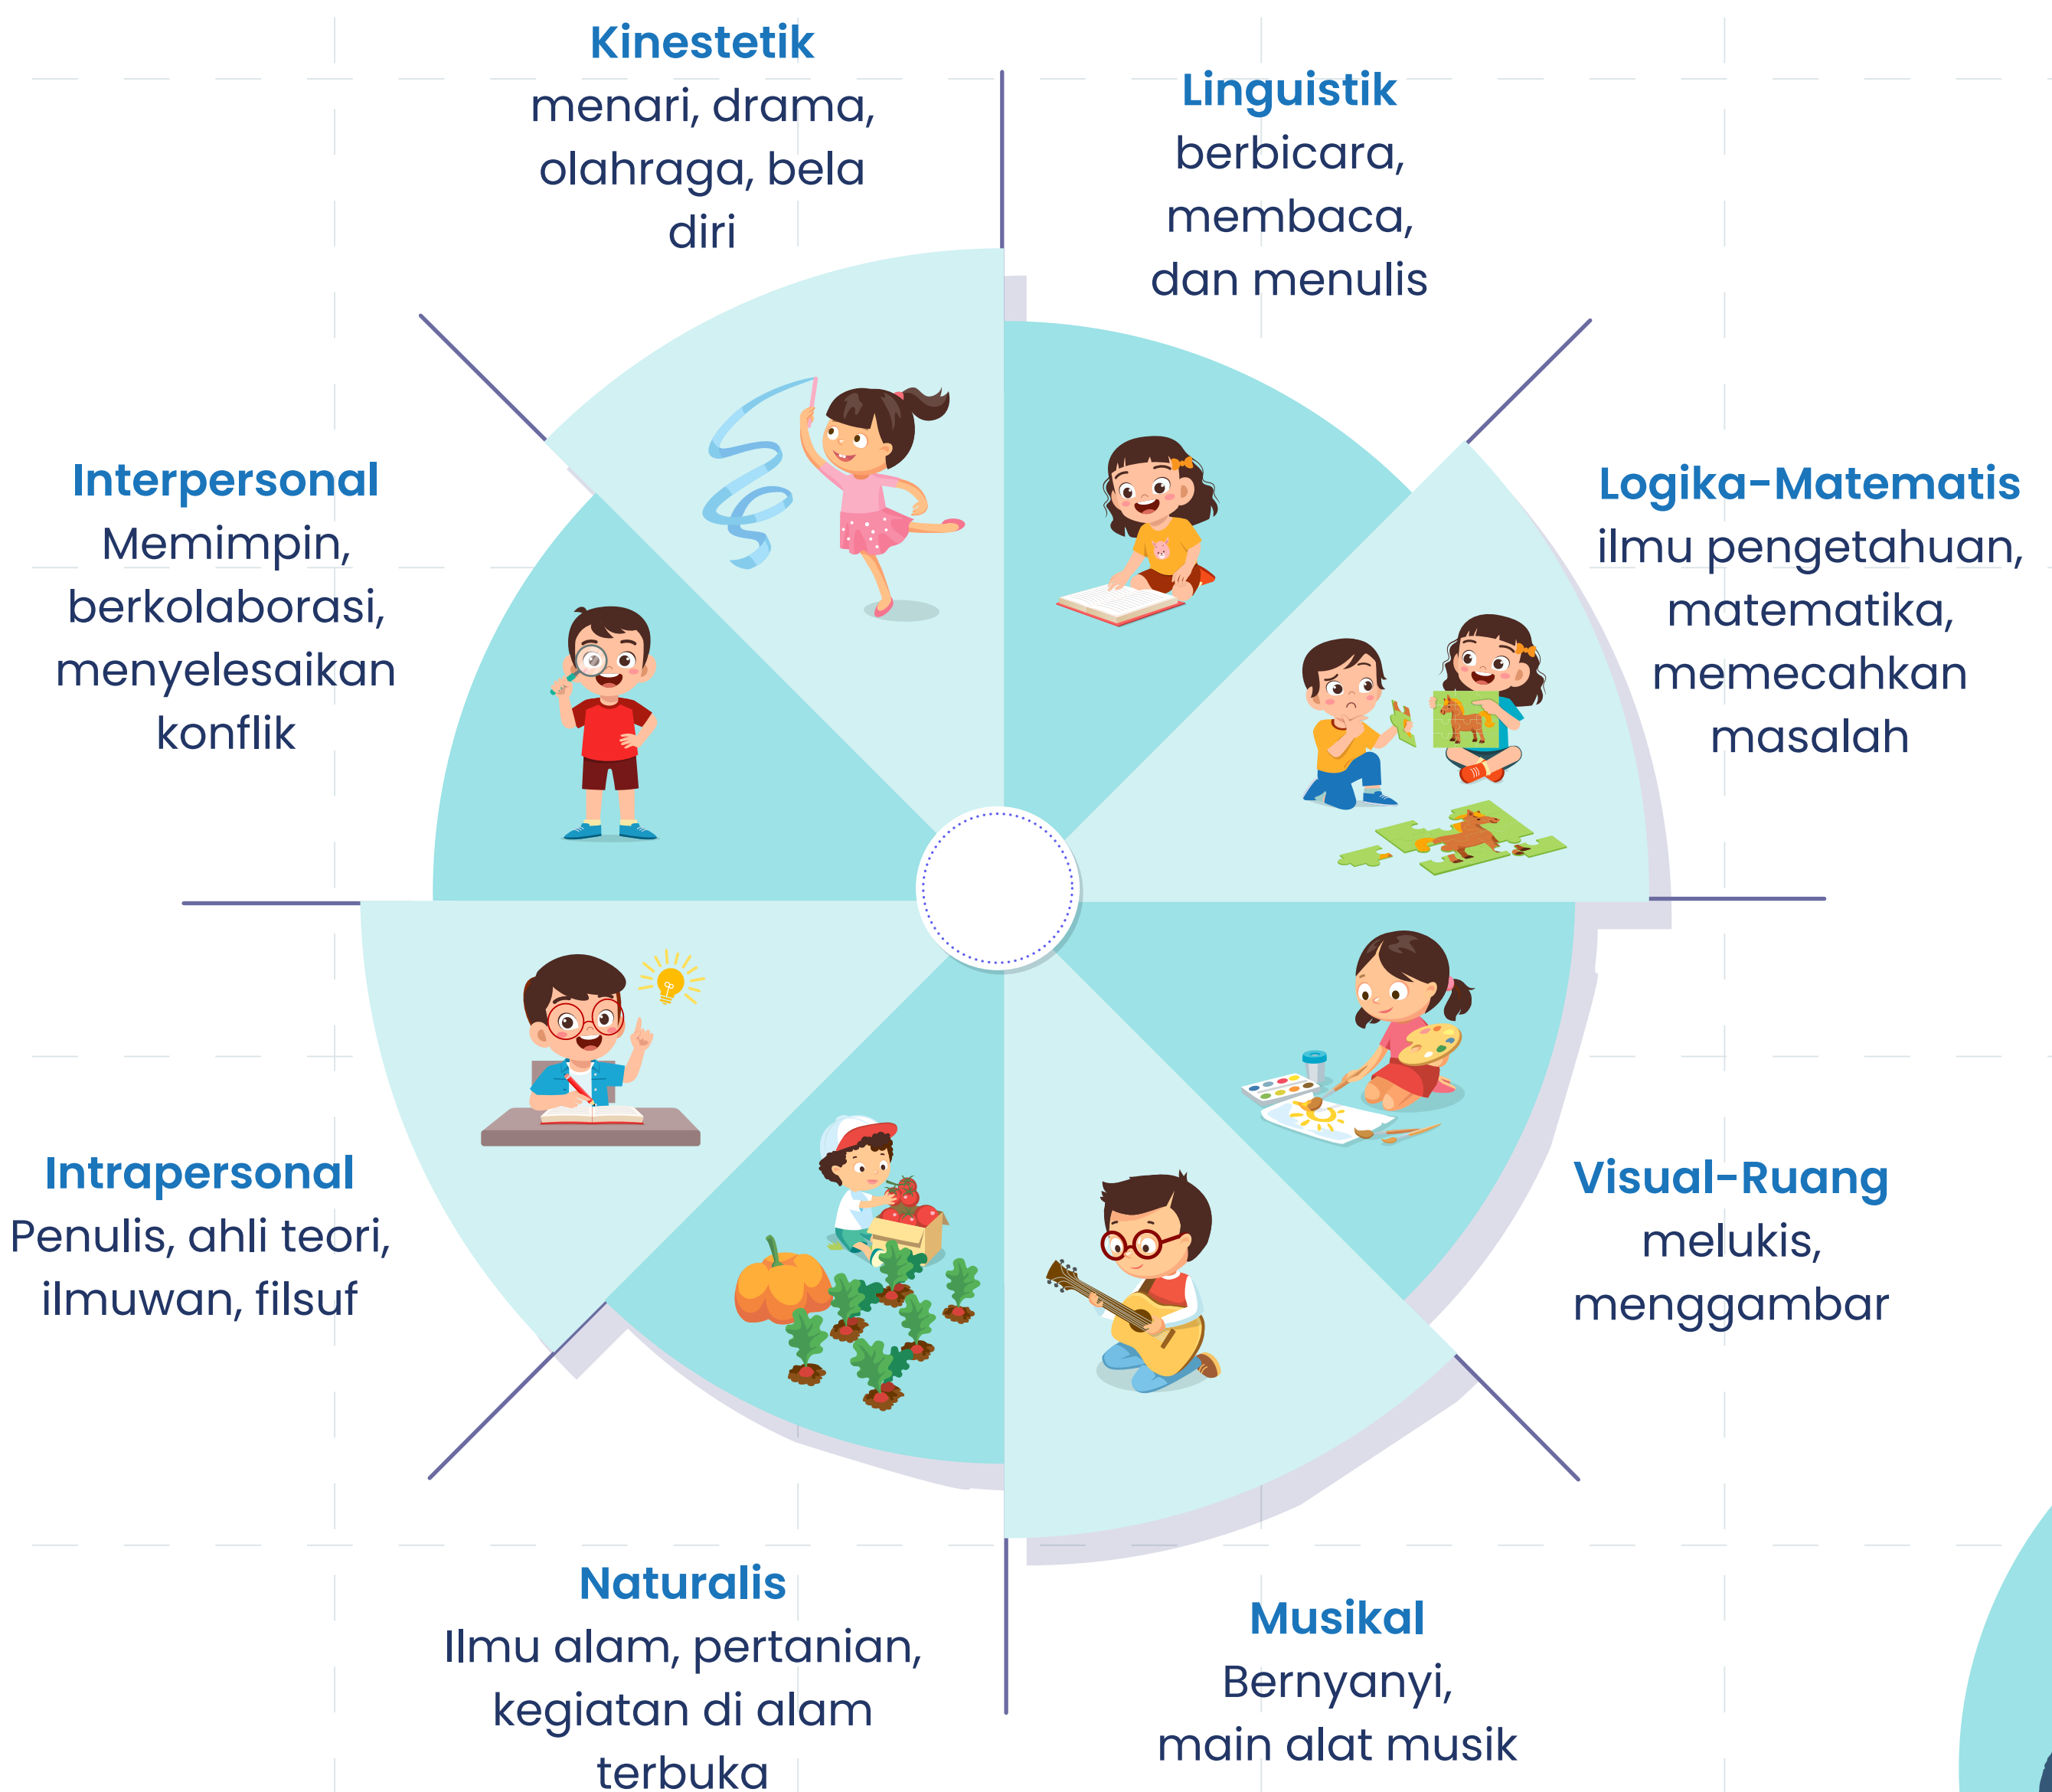 Kinestetik
menari, drama,
olahraga, bela
diri
Linguistik
berbicara,
membaca,
dan menulis
Logika-Matematis
ilmu pengetahuan,
matematika,
memecahkan
masalah
Visual-Ruang
melukis,
menggambar
Musikal
Bernyanyi,
main alat musik
Naturalis
Ilmu alam, pertanian,
kegiatan di alam
terbuka
Intrapersonal
Penulis, ahli teori,
ilmuwan, filsuf
Interpersonal
Memimpin,
berkolaborasi,
menyelesaikan
konflik